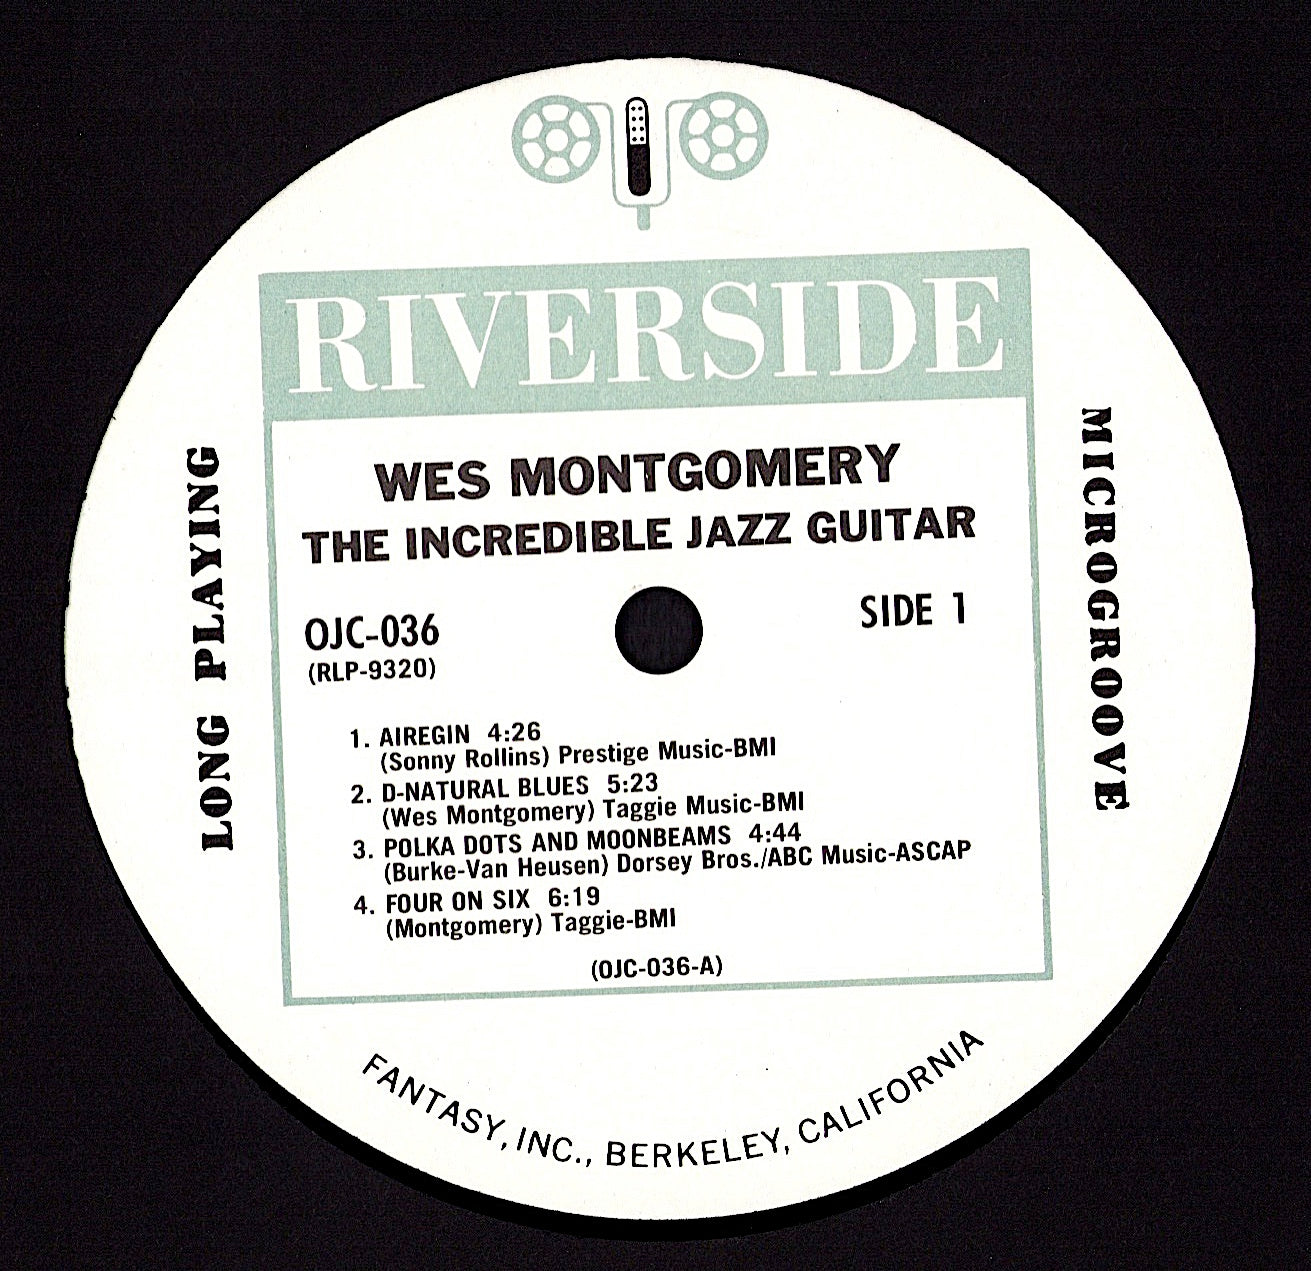 RIVERSIDE
WES MONTGOMERY
THE INCREDIBLE JAZZ GUITAR
OJC-036
(RLP-9320)
SIDE 1
LONG PLAYING
MICROGROOVE
1. AIREGIN 4:26
(Sonny Rollins) Prestige Music-BMI
2. D-NATURAL BLUES 5:23
(Wes Montgomery) Taggie Music-BMI
3. POLKA DOTS AND MOONBEAMS 4:44
(Burke-Van Heusen) Dorsey Bros./ABC Music-ASCAP
4. FOUR ON SIX 6:19
(Montgomery) Taggie-BMI
(OJC-036-A)
FANTASY, INC., BERKELEY, CALIFORNIA